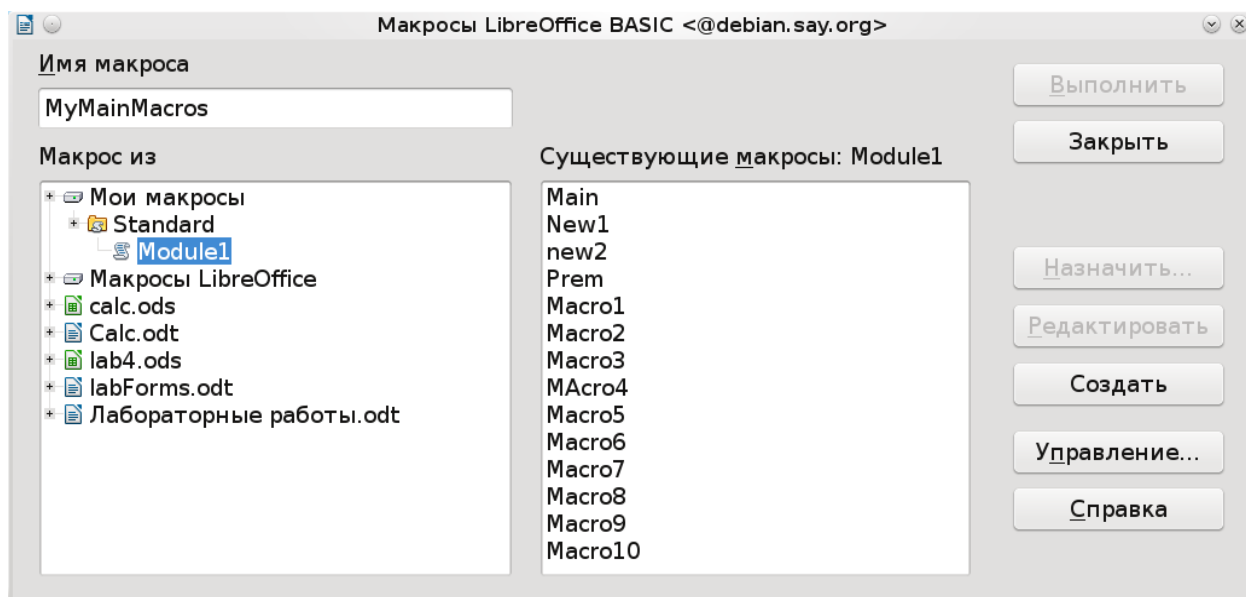 Макросы LibreOffice BASIC <@debian.say.org>
Имя макроса
MyMainMacros
Макрос из
Мои макросы
Standard
Module1
Макросы LibreOffice
calc.ods
Calc.odt
lab4.ods
labForms.odt
Лабораторные работы.odt
Существующие макросы: Module1
Main
New1
new2
Prem
Macro1
Macro2
Macro3
MAcro4
Macro5
Macro6
Macro7
Macro8
Macro9
Macro10
Выполнить
Закрыть
Назначить...
Редактировать
Создать
Управление...
Справка